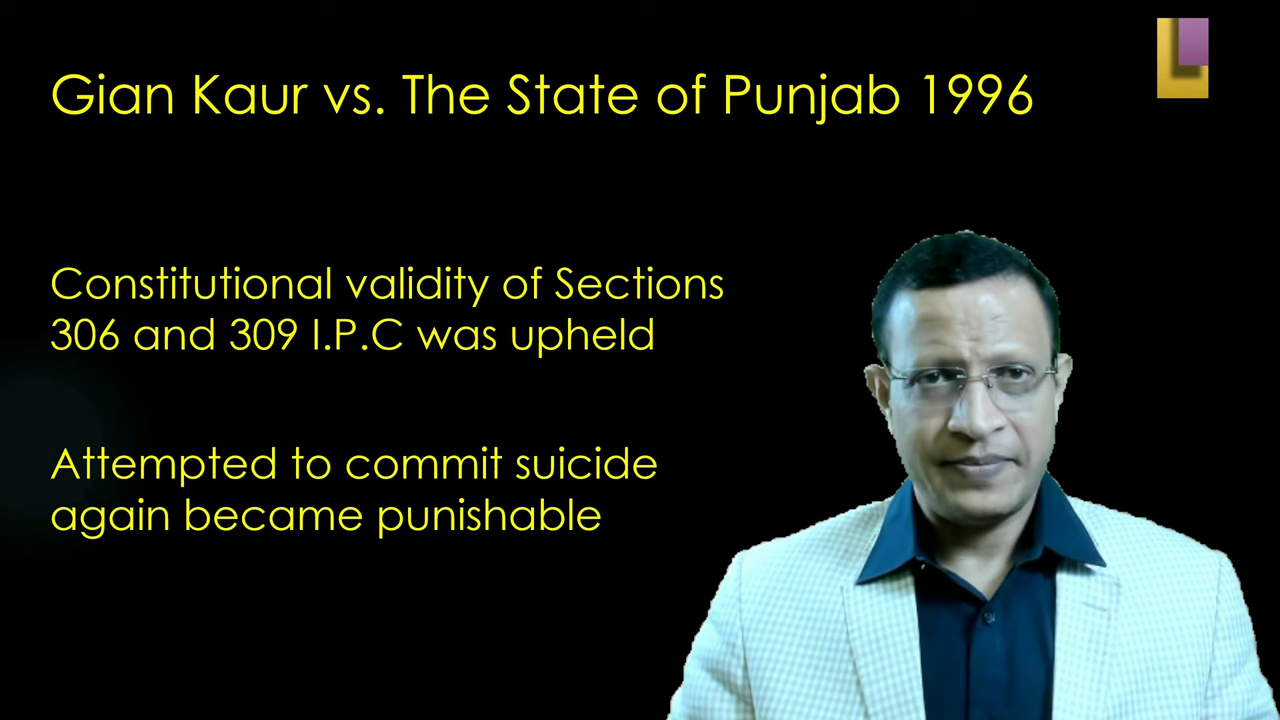 Gian Kaur vs. The State of Punjab 1996
Constitutional validity of Sections
306 and 309 I.P.C was upheld
Attempted to commit suicide
again became punishable